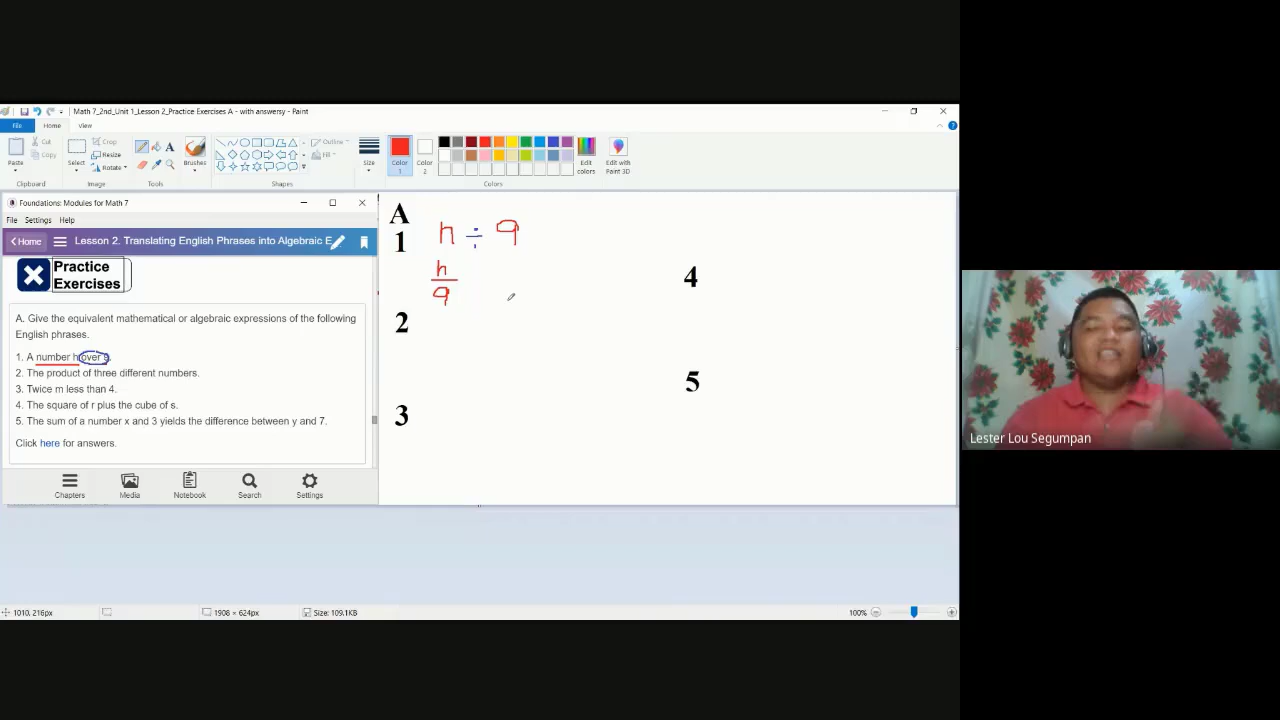 Math 7_2nd_Unit 1_Lesson 2_Practice Exercises A - with answersy - Paint
File
Home
View
Paste
Cut
Copy
Clipboard
Select
Crop
Resize
Rotate
Image
Tools
Brushes
Shapes
Outline
Fill
Size
Color 1
Color 2
Edit colors
Colors
Edit with Paint 3D
Foundations: Modules for Math 7
File Settings Help
Home
Lesson 2. Translating English Phrases into Algebraic E
Practice
Exercises
A. Give the equivalent mathematical or algebraic expressions of the following
English phrases.
1. A number h over 9.
2. The product of three different numbers.
3. Twice m less than 4.
4. The square of r plus the cube of s.
5. The sum of a number x and 3 yields the difference between y and 7.
Click here for answers.
Chapters
Media
Notebook
Search
Settings
A
1
h ÷ 9
h
9
2
3
4
5
1010, 216px
1908 × 624px
Size: 109.1KB
100%
Lester Lou Segumpan